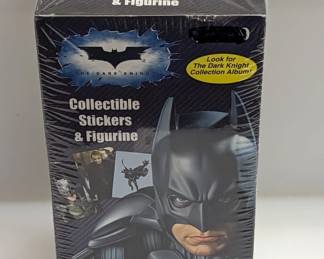 & Figurine
THE DARK KNIGHT
Look for
The Dark Knight
Collection Album!
Collectible
Stickers
& Figurine